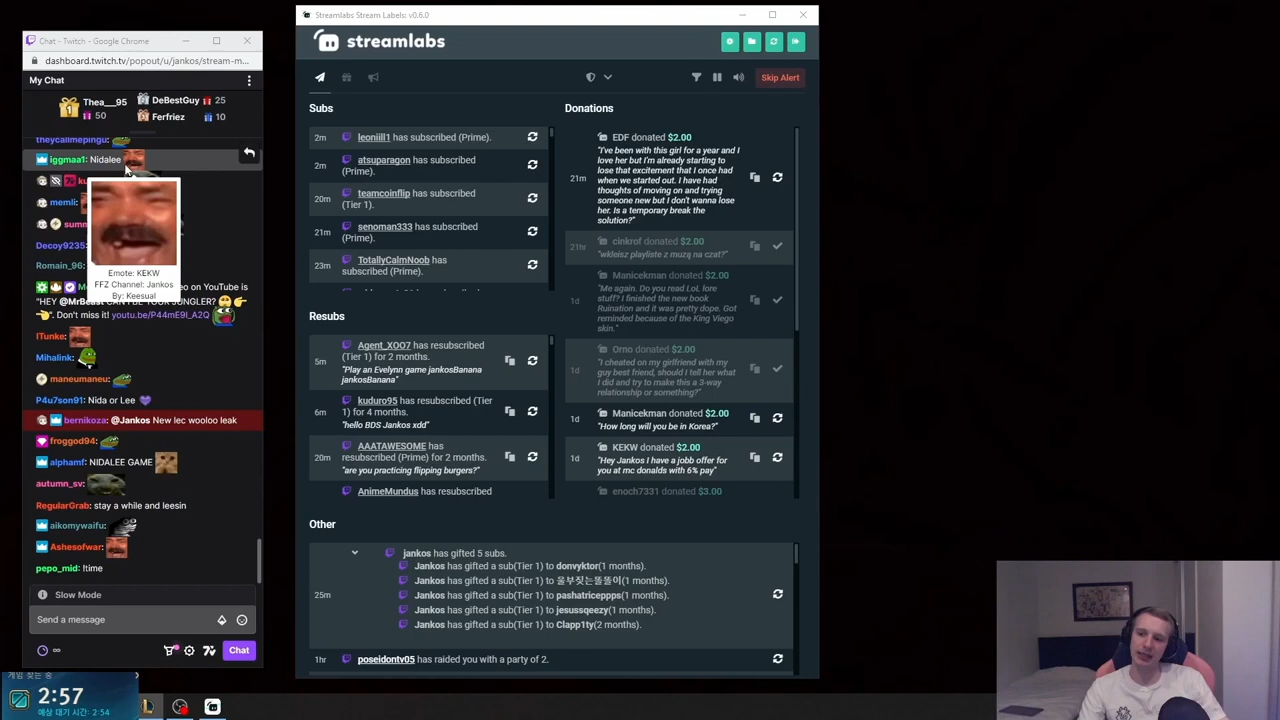 Chat - Twitch - Google Chrome
dashboard.twitch.tv/popout/u/jankos/stream-m...
My Chat
Thea___95
50
DeBestGuy 25
Ferfriez 10
theycallmepingu:
iggmaa1: Nidalee
ku
memli
sumn
Decoy9235:
Romain_96:
Emote: KEKW
FFZ Channel: Jankos
By: Keesual
eo on YouTube is
"HEY @MrBeast CAN I BE YOUR JUNGLER?
". Don't miss it! youtu.be/P44mE9l_A2Q
ITunke:
Mihalink:
maneumaneu:
P4u7son91: Nida or Lee 💜
bernikoza: @Jankos New lec wooloo leak
froggod94:
alphamf: NIDALEE GAME
autumn_sv:
RegularGrab: stay a while and leesin
aikomywaifu:
Ashesofwar:
pepo_mid: !time
Slow Mode
Send a message
Chat
2:57
예상 대기 시간: 2:54
Streamlabs Stream Labels: v0.6.0
streamlabs
Skip Alert
Subs
2m leoniill1 has subscribed (Prime).
2m atsuparagon has subscribed
(Prime).
20m teamcoinflip has subscribed
(Tier 1).
21m senoman333 has subscribed
(Prime).
23m TotallyCalmNoob has
subscribed (Prime).
Resubs
5m Agent_XOO7 has resubscribed
(Tier 1) for 2 months.
"Play an Evelynn game jankosBanana
jankosBanana"
6m kuduro95 has resubscribed (Tier
1) for 4 months.
"hello BDS Jankos xdd"
20m AAATAWESOME has
resubscribed (Prime) for 2 months.
"are you practicing flipping burgers?"
AnimeMundus has resubscribed
Donations
EDF donated $2.00
21m "I've been with this girl for a year and I
love her but I'm already starting to
lose that excitement that I once had
when we started out. I have had
thoughts of moving on and trying
someone new but I don't wanna lose
her. Is a temporary break the
solution?"
21hr cinkrof donated $2.00
"wkleisz playliste z muzą na czat?"
1d Manicekman donated $2.00
"Me again. Do you read LoL lore
stuff? I finished the new book
Ruination and it was pretty dope. Got
reminded because of the King Viego
skin."
1d Orno donated $2.00
"I cheated on my girlfriend with my
guy best friend, should I tell her what
I did and try to make this a 3-way
relationship or something?"
1d Manicekman donated $2.00
"How long will you be in Korea?"
1d KEKW donated $2.00
"Hey Jankos I have a jobb offer for
you at mc donalds with 6% pay"
enoch7331 donated $3.00
Other
25m jankos has gifted 5 subs.
Jankos has gifted a sub(Tier 1) to donvyktor(1 months).
Jankos has gifted a sub(Tier 1) to 울부짖는똘똘이(1 months).
Jankos has gifted a sub(Tier 1) to pashatriceppps(1 months).
Jankos has gifted a sub(Tier 1) to jesussqeezy(1 months).
Jankos has gifted a sub(Tier 1) to Clapp1ty(2 months).
1hr poseidontv05 has raided you with a party of 2.